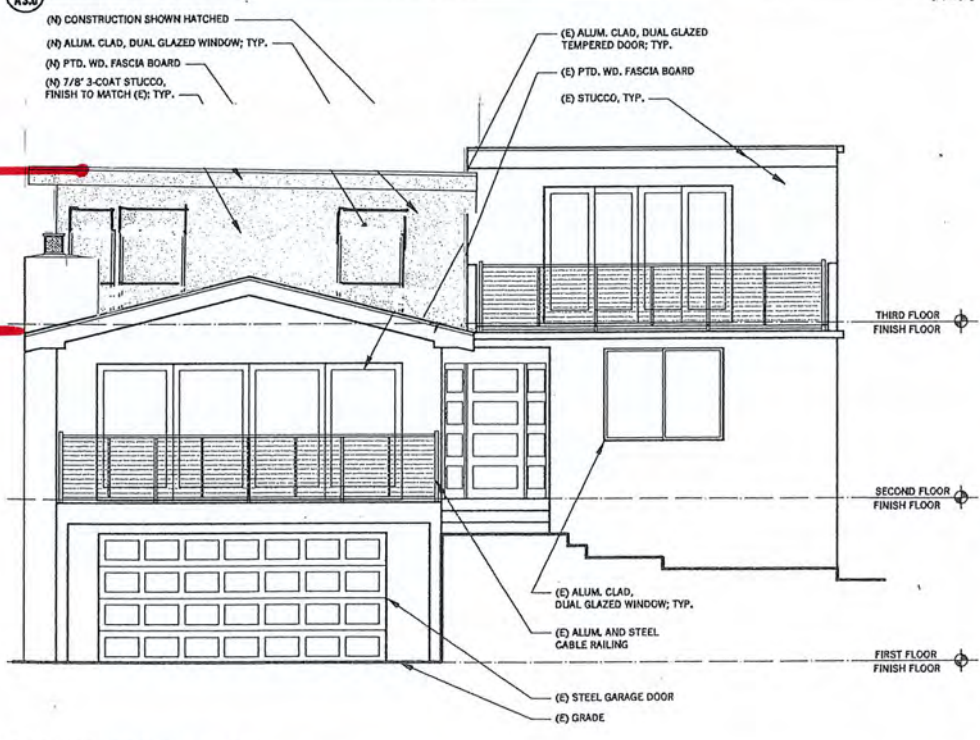 A3.0
(N) CONSTRUCTION SHOWN HATCHED
(N) ALUM. CLAD, DUAL GLAZED WINDOW; TYP.
(N) PTD. WD. FASCIA BOARD
(N) 7/8" 3-COAT STUCCO,
FINISH TO MATCH (E); TYP.
(E) ALUM. CLAD, DUAL GLAZED
TEMPERED DOOR; TYP.
(E) PTD. WD. FASCIA BOARD
(E) STUCCO, TYP.
THIRD FLOOR
FINISH FLOOR
SECOND FLOOR
FINISH FLOOR
(E) ALUM. CLAD,
DUAL GLAZED WINDOW; TYP.
(E) ALUM. AND STEEL
CABLE RAILING
FIRST FLOOR
FINISH FLOOR
(E) STEEL GARAGE DOOR
(E) GRADE